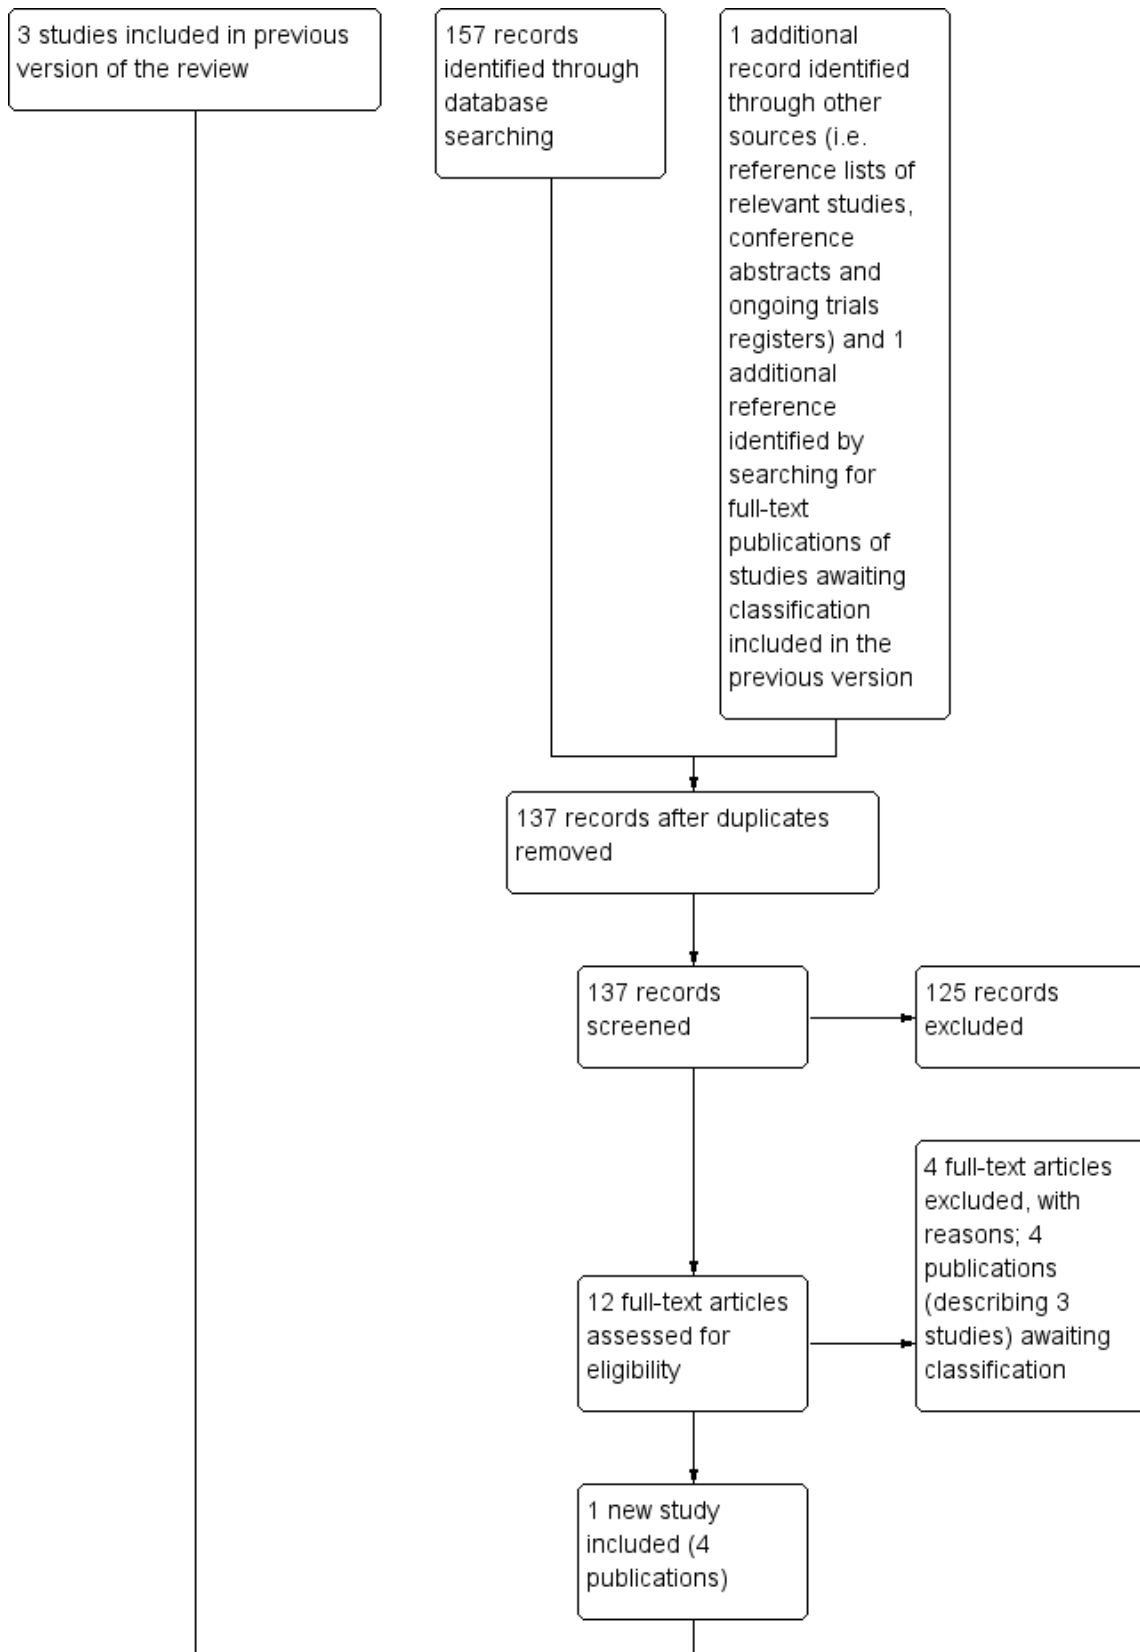 3 studies included in previous
version of the review
157 records
identified through
database
searching
1 additional
record identified
through other
sources (i.e.
reference lists of
relevant studies,
conference
abstracts and
ongoing trials
registers) and 1
additional
reference
identified by
searching for
full-text
publications of
studies awaiting
classification
included in the
previous version
137 records after duplicates
removed
137 records
screened
125 records
excluded
4 full-text articles
excluded, with
reasons; 4
publications
(describing 3
studies) awaiting
classification
12 full-text articles
assessed for
eligibility
1 new study
included (4
publications)